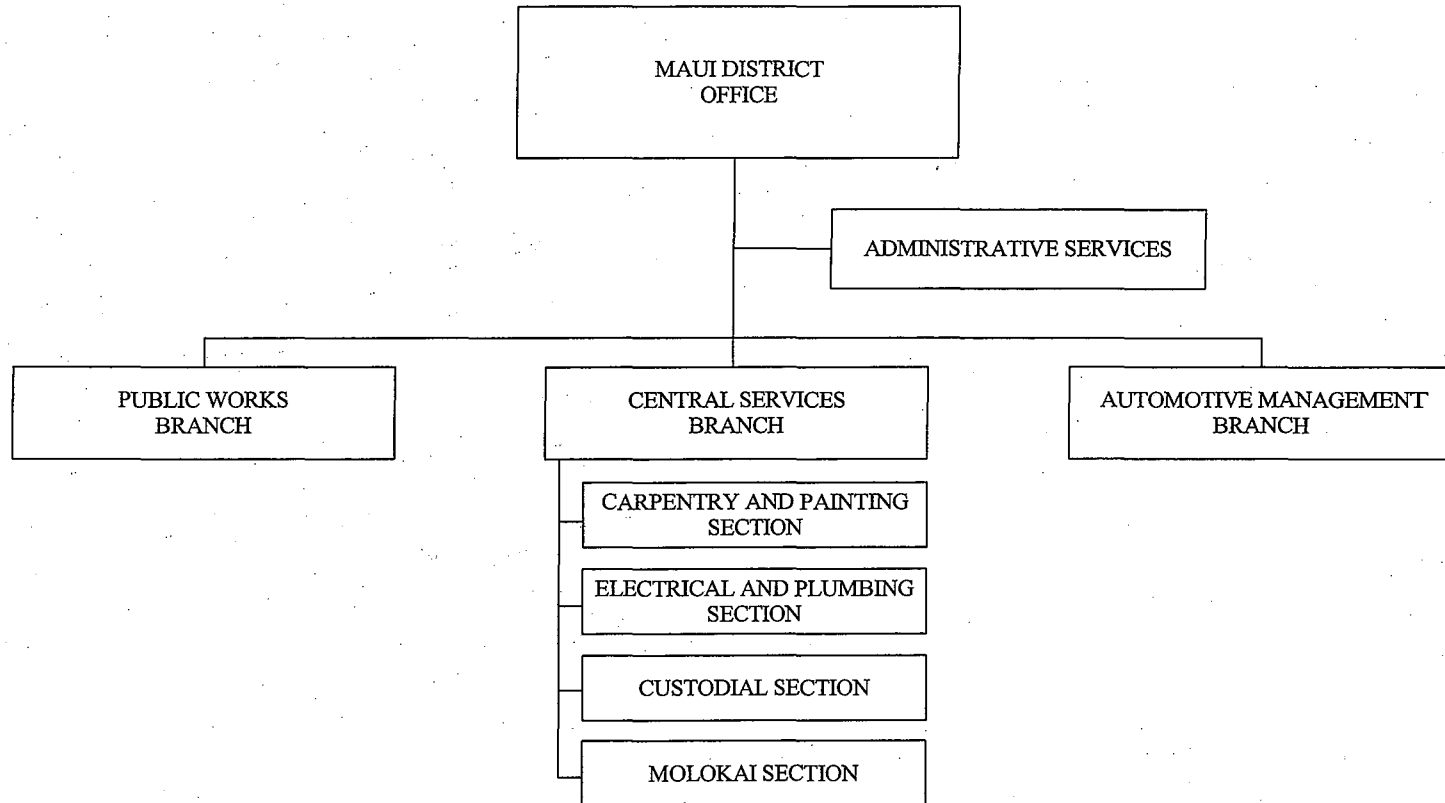 MAUI DISTRICT
OFFICE
ADMINISTRATIVE SERVICES
PUBLIC WORKS
BRANCH
CENTRAL SERVICES
BRANCH
AUTOMOTIVE MANAGEMENT
BRANCH
CARPENTRY AND PAINTING
SECTION
ELECTRICAL AND PLUMBING
SECTION
CUSTODIAL SECTION
MOLOKAI SECTION